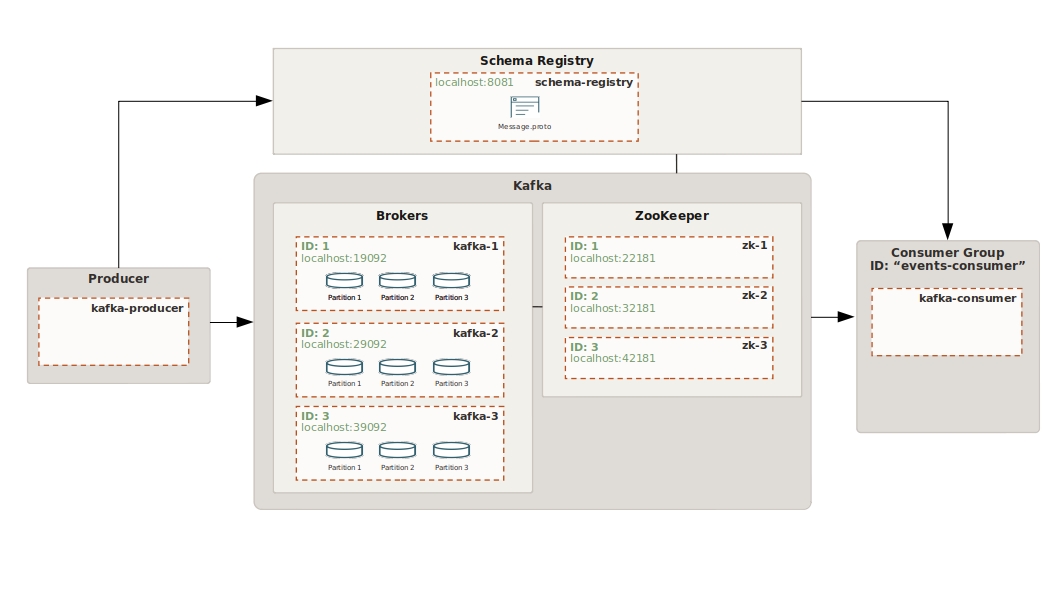 Schema Registry
localhost:8081 schema-registry
Message.proto
Kafka
Brokers
ID: 1 kafka-1
localhost:19092
Partition 1 Partition 2 Partition 3
ID: 2 kafka-2
localhost:29092
Partition 1 Partition 2 Partition 3
ID: 3 kafka-3
localhost:39092
Partition 1 Partition 2 Partition 3
ZooKeeper
ID: 1 zk-1
localhost:22181
ID: 2 zk-2
localhost:32181
ID: 3 zk-3
localhost:42181
Producer
kafka-producer
Consumer Group
ID: “events-consumer”
kafka-consumer